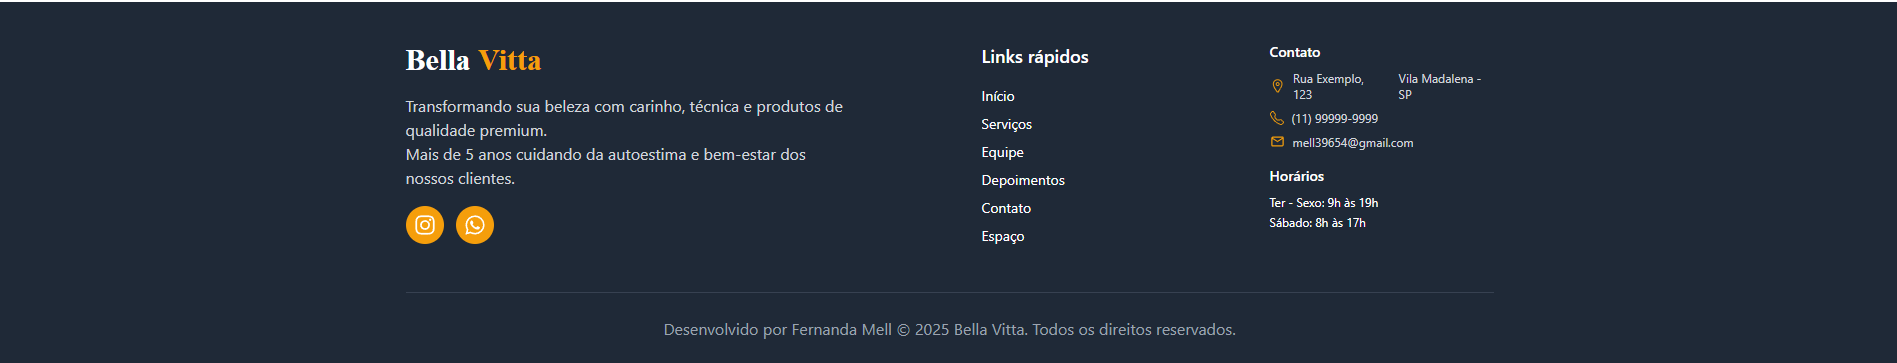 Bella Vitta
Transformando sua beleza com carinho, técnica e produtos de
qualidade premium.
Mais de 5 anos cuidando da autoestima e bem-estar dos
nossos clientes.
Links rápidos
Início
Serviços
Equipe
Depoimentos
Contato
Espaço
Contato
Rua Exemplo,
123
Vila Madalena -
SP
(11) 99999-9999
mell39654@gmail.com
Horários
Ter - Sexo: 9h às 19h
Sábado: 8h às 17h
Desenvolvido por Fernanda Mell © 2025 Bella Vitta. Todos os direitos reservados.